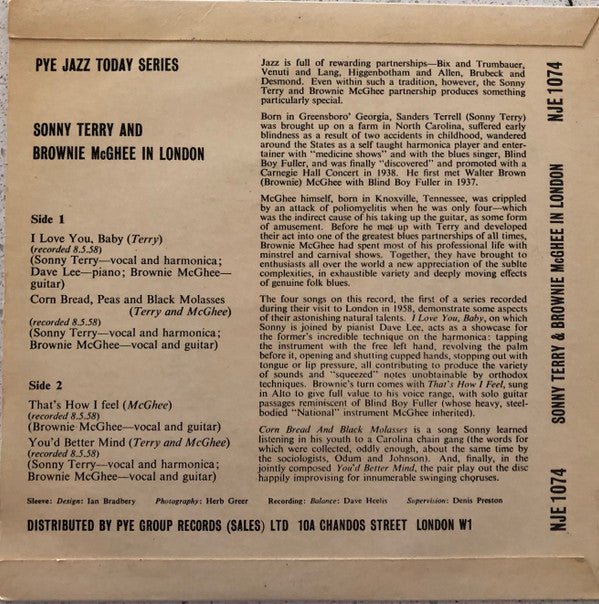 PYE JAZZ TODAY SERIES
SONNY TERRY AND
BROWNIE McGHEE IN LONDON
Side 1
I Love You, Baby (Terry)
(recorded 8.5.58)
(Sonny Terry—vocal and harmonica;
Dave Lee—piano; Brownie McGhee—
guitar)
Corn Bread, Peas and Black Molasses
(Terry and McGhee)
(recorded 8.5.58)
(Sonny Terry—vocal and harmonica;
Brownie McGhee—vocal and guitar)
Side 2
That's How I feel (McGhee)
(recorded 8.5.58)
(Brownie McGhee—vocal and guitar)
You'd Better Mind (Terry and McGhee)
(recorded 8.5.58)
(Sonny Terry—vocal and harmonica;
Brownie McGhee—vocal and guitar)
Jazz is full of rewarding partnerships—Bix and Trumbauer,
Venuti and Lang, Higgenbotham and Allen, Brubeck and
Desmond. Even within such a tradition, however, the Sonny
Terry and Brownie McGhee partnership produces something
particularly special.
Born in Greensboro' Georgia, Sanders Terrell (Sonny Terry)
was brought up on a farm in North Carolina, suffered early
blindness as a result of two accidents in childhood, wandered
around the States as a self taught harmonica player and enter-
tainer with "medicine shows" and with the blues singer, Blind
Boy Fuller, and was finally "discovered" and promoted with a
Carnegie Hall Concert in 1938. He first met Walter Brown
(Brownie) McGhee with Blind Boy Fuller in 1937.
McGhee himself, born in Knoxville, Tennessee, was crippled
by an attack of poliomyelitis when he was only four—which
was the indirect cause of his taking up the guitar, as some form
of amusement. Before he met up with Terry and developed
their act into one of the greatest blues partnerships of all times,
Brownie McGhee had spent most of his professional life with
minstrel and carnival shows. Together, they have brought to
enthusiasts all over the world a new appreciation of the subtle
complexities, in exhaustible variety and deeply moving effects
of genuine folk blues.
The four songs on this record, the first of a series recorded
during their visit to London in 1958, demonstrate some aspects
of their astonishing natural talents. I Love You, Baby, on which
Sonny is joined by pianist Dave Lee, acts as a showcase for
the former's incredible technique on the harmonica: tapping
the instrument with the free left hand, revolving the palm
before it, opening and shutting cupped hands, stopping out with
tongue or lip pressure, all contributing to produce the variety
of sounds and "squeezed" notes unobtainable by orthodox
techniques. Brownie's turn comes with That's How I Feel, sung
in Alto to give full value to his voice range, with solo guitar
passages reminiscent of Blind Boy Fuller (whose heavy, steel-
bodied "National" instrument McGhee inherited).
Corn Bread And Black Molasses is a song Sonny learned
listening in his youth to a Carolina chain gang (the words for
which were collected, oddly enough, about the same time by
the sociologists, Odum and Johnson). And, finally, in the
jointly composed You'd Better Mind, the pair play out the disc
happily improvising for innumerable swinging choruses.
Sleeve: Design: Ian Bradbery Photography: Herb Greer Recording: Balance: Dave Heelis Supervision: Denis Preston
DISTRIBUTED BY PYE GROUP RECORDS (SALES) LTD 10A CHANDOS STREET LONDON W1
NJE 1074 SONNY TERRY & BROWNIE McGHEE IN LONDON NJE 1074